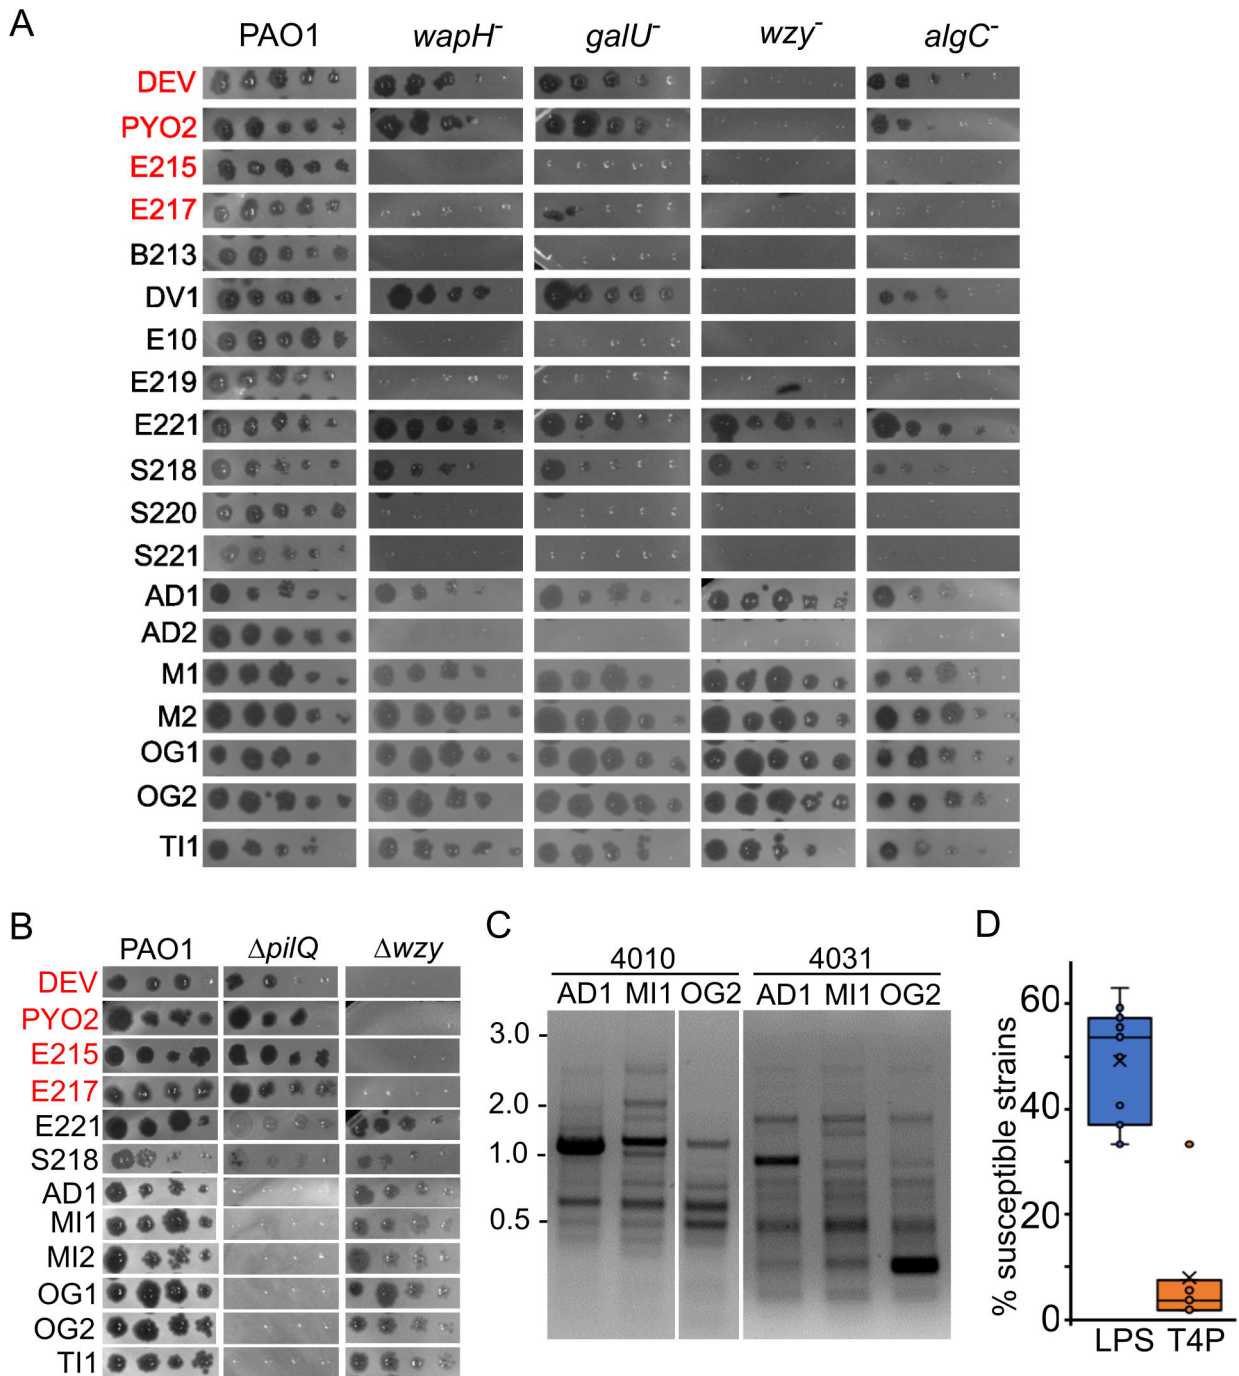 A
PAO1 wapH- galU- wzy- algC-
DEV
PYO2
E215
E217
B213
DV1
E10
E219
E221
S218
S220
S221
AD1
AD2
M1
M2
OG1
OG2
TI1
B
PAO1 ΔpilQ Δwzy
DEV
PYO2
E215
E217
E221
S218
AD1
MI1
MI2
OG1
OG2
TI1
C
4010 4031
AD1 MI1 OG2 AD1 MI1 OG2
3.0
2.0
1.0
0.5
D
% susceptible strains
60
40
20
0
LPS T4P